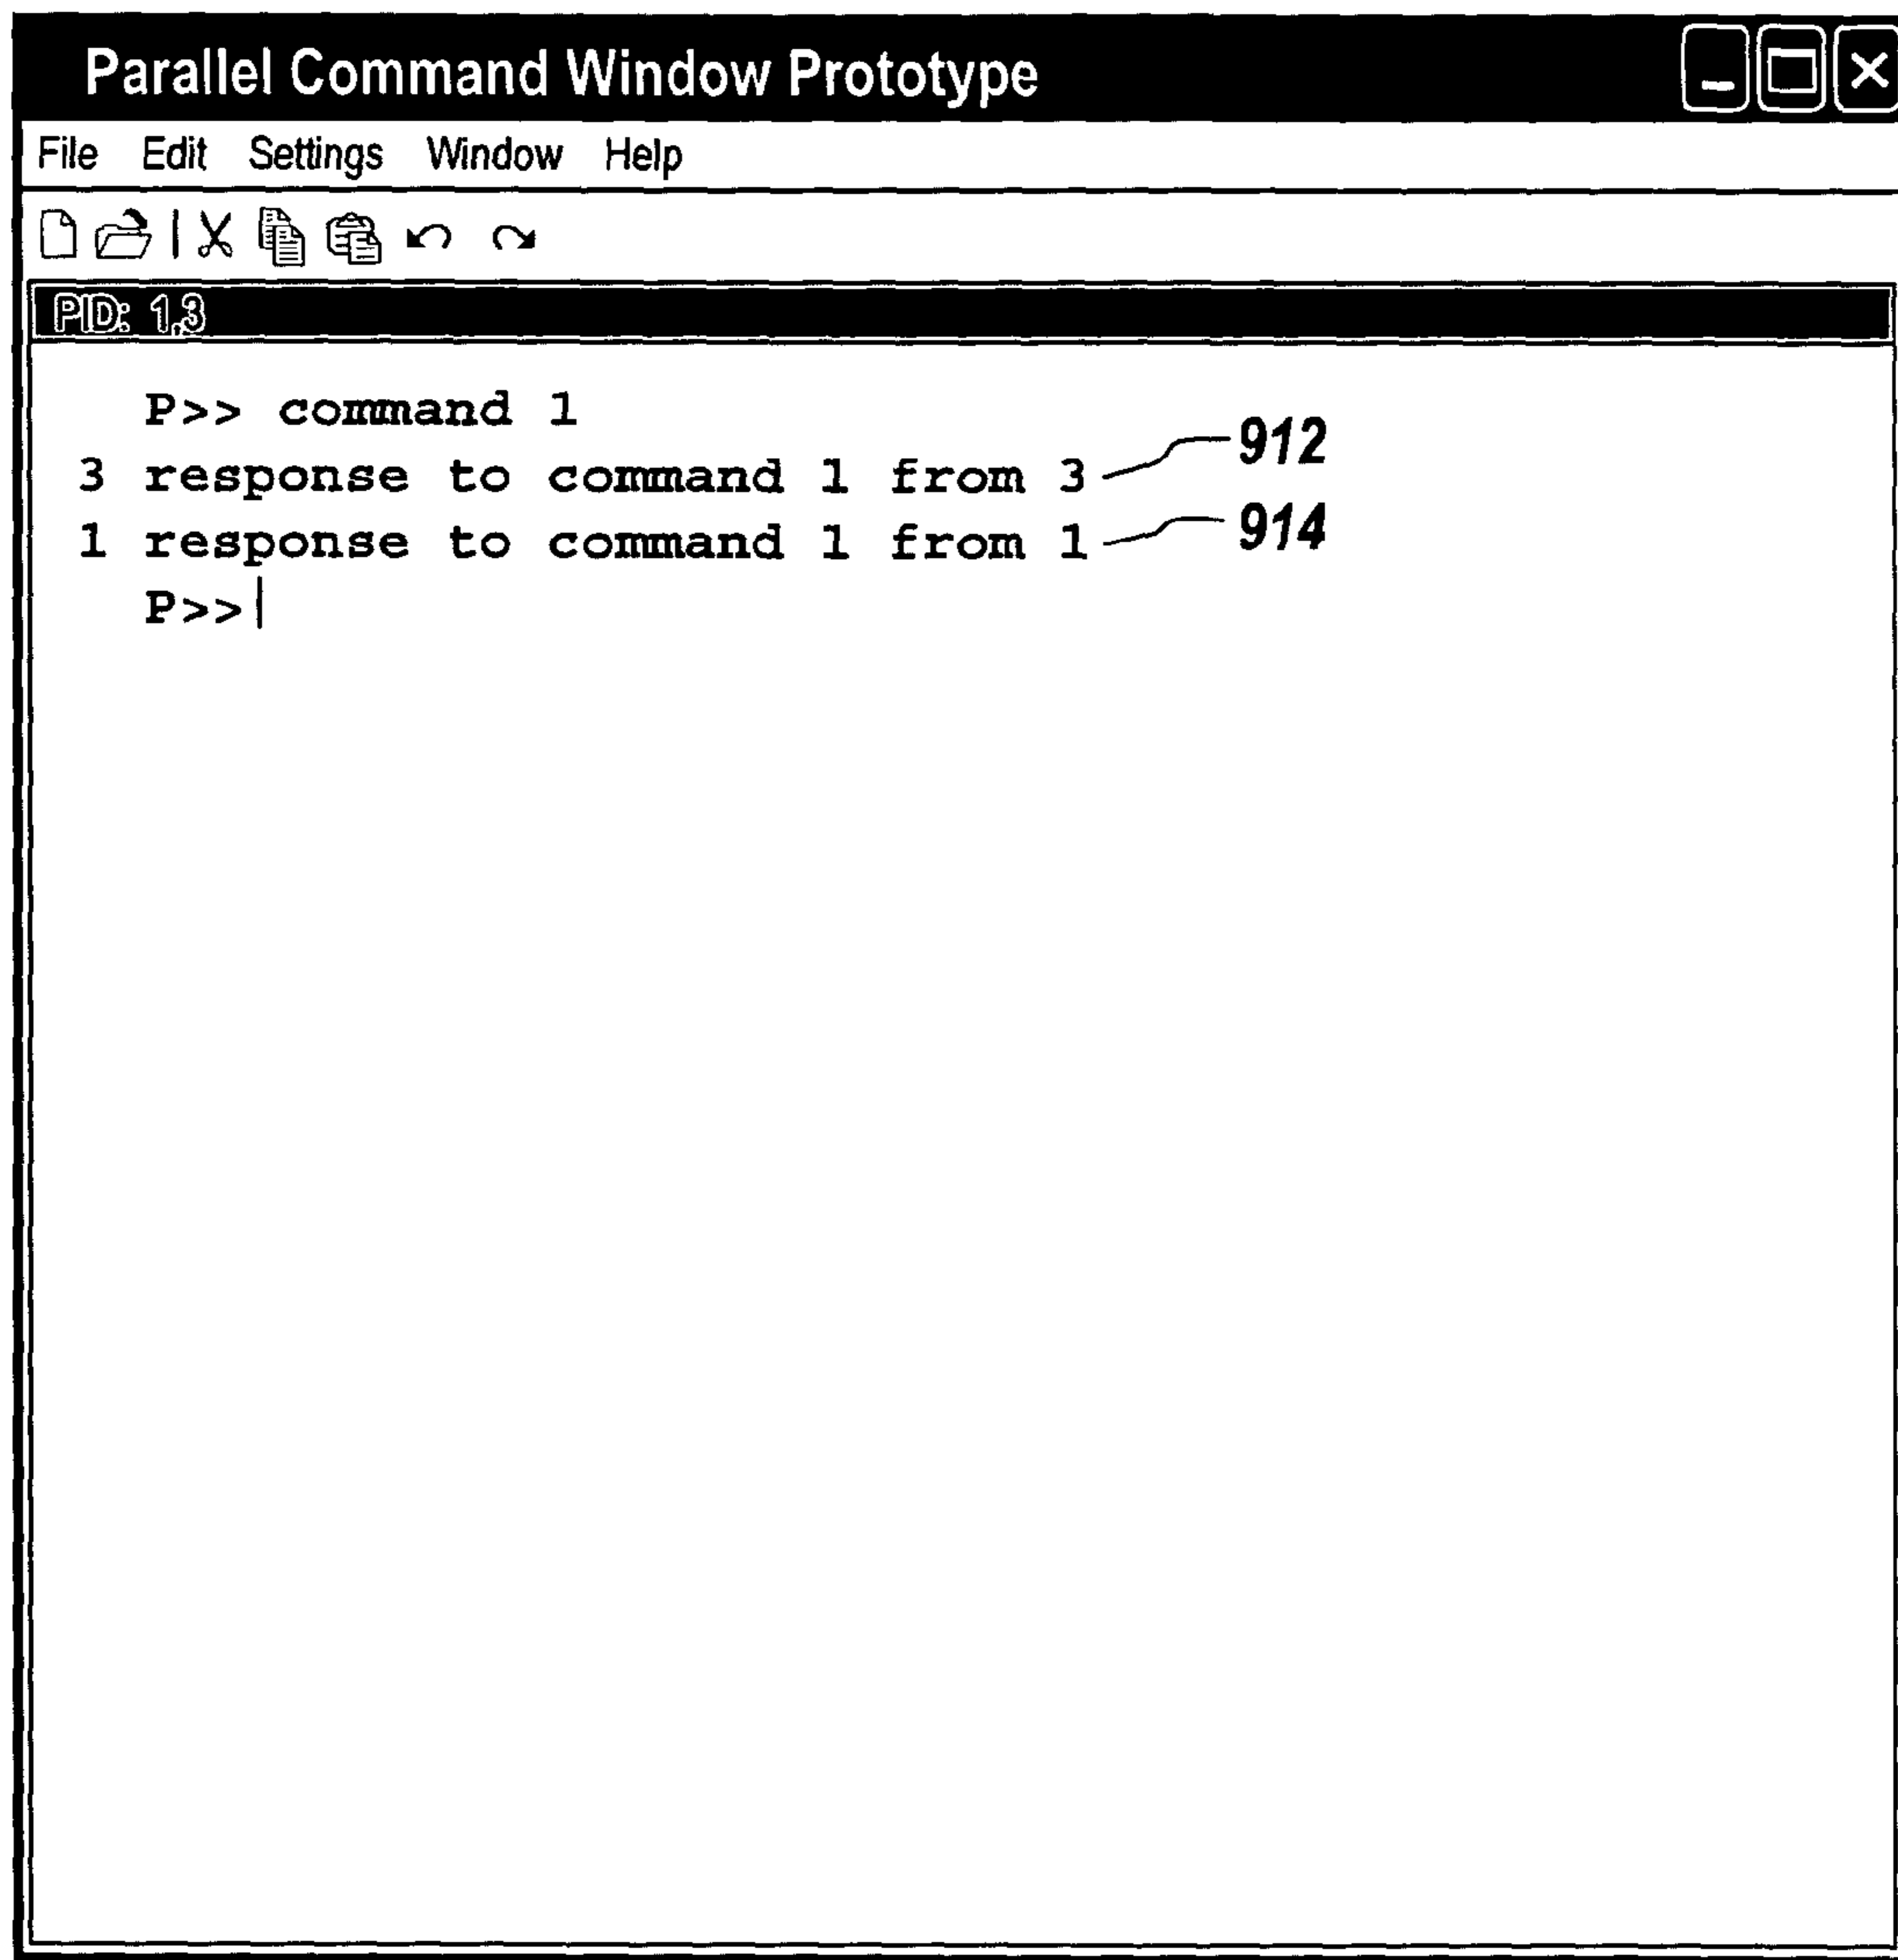 Parallel Command Window Prototype
File Edit Settings Window Help
PID: 1,3
P>> command 1
3 response to command 1 from 3 912
1 response to command 1 from 1 914
P>>